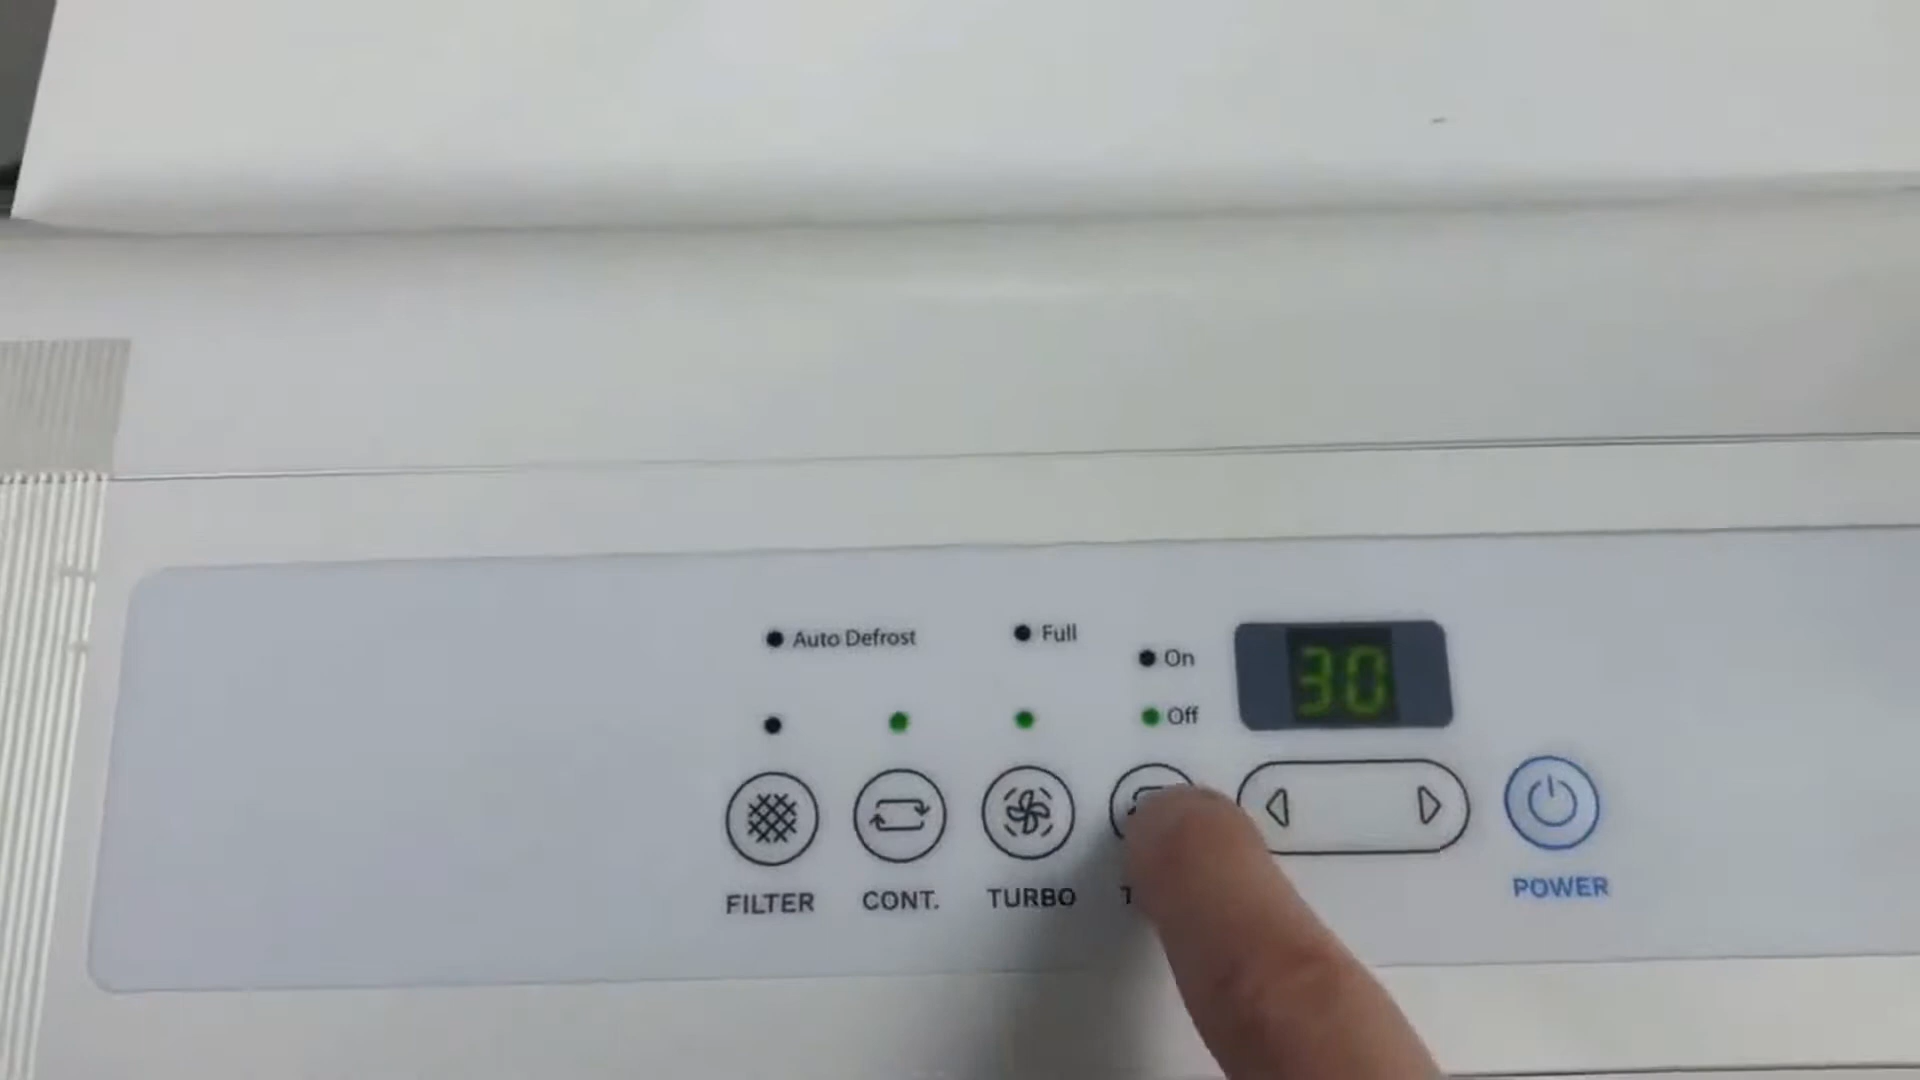 Auto Defrost
Full
On
Off
30
FILTER
CONT.
TURBO
POWER